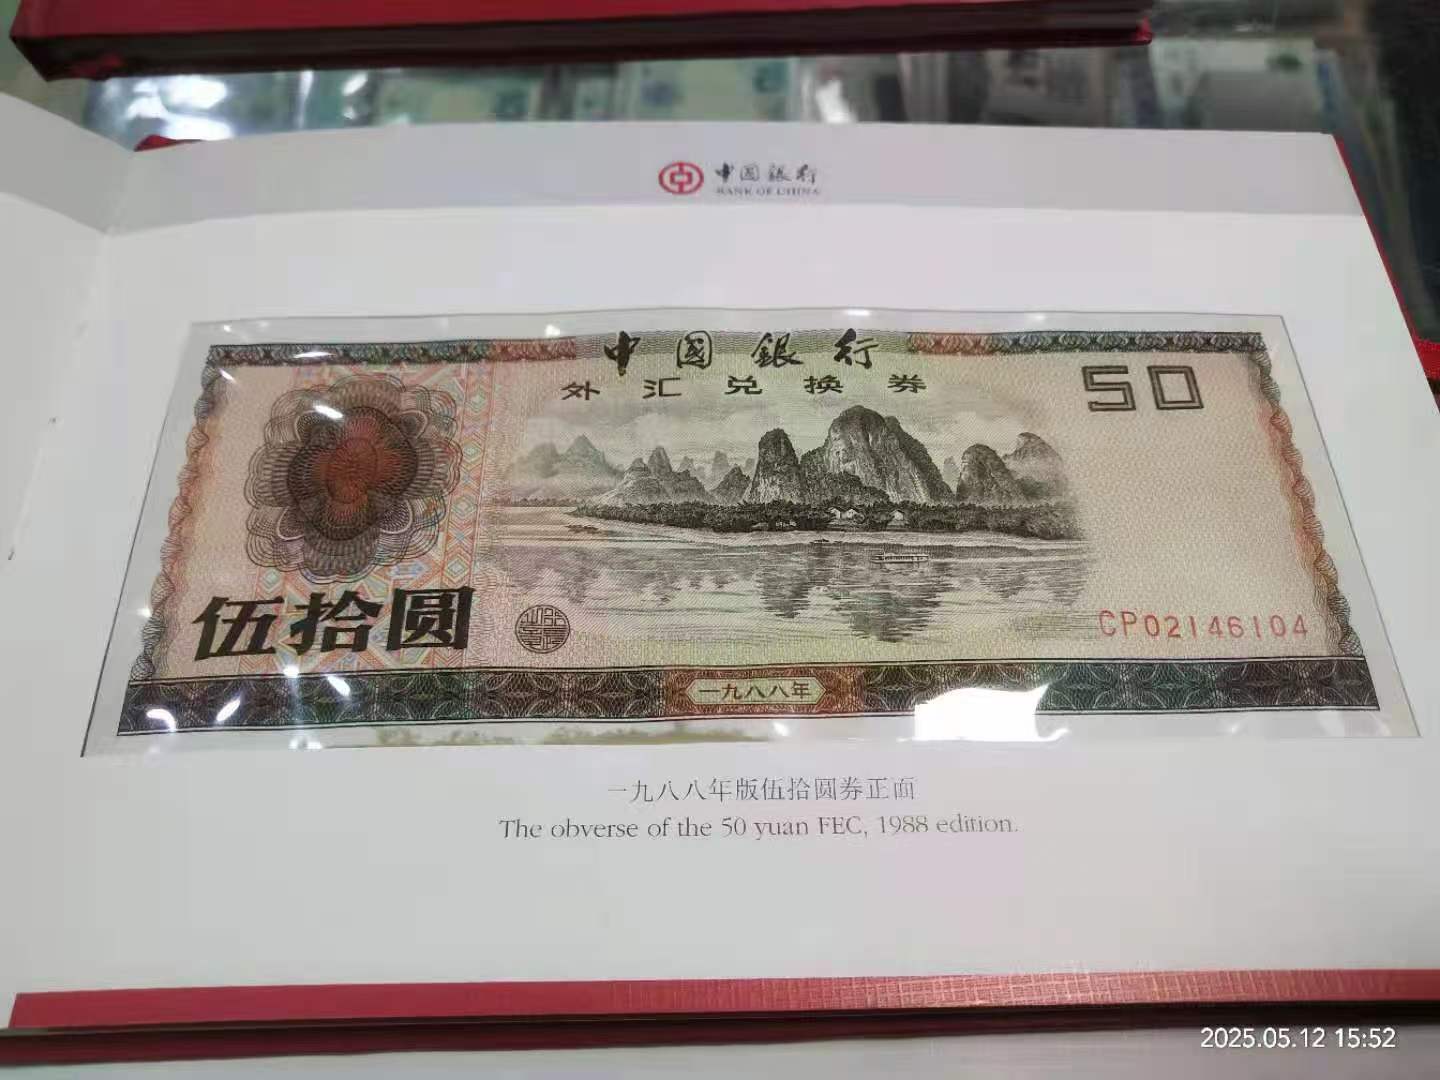 中国銀行
BANK OF CHINA
中國銀行
外汇兑换券
50
伍拾圆
CP02146104
一九八八年
一九八八年版伍拾圆券正面
The obverse of the 50 yuan FEC, 1988 edition.
2025.05.12 15:52